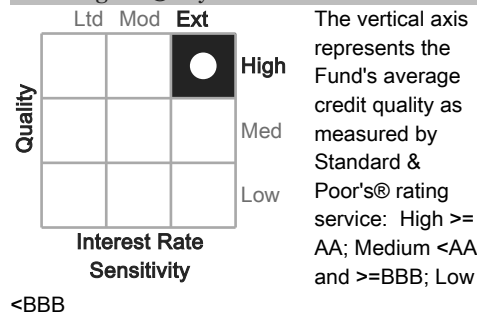 Ltd Mod Ext
High
Med
Low
Quality
Interest Rate
Sensitivity
The vertical axis
represents the
Fund's average
credit quality as
measured by
Standard &
Poor's® rating
service: High >=
AA; Medium <AA
and >=BBB; Low
<BBB